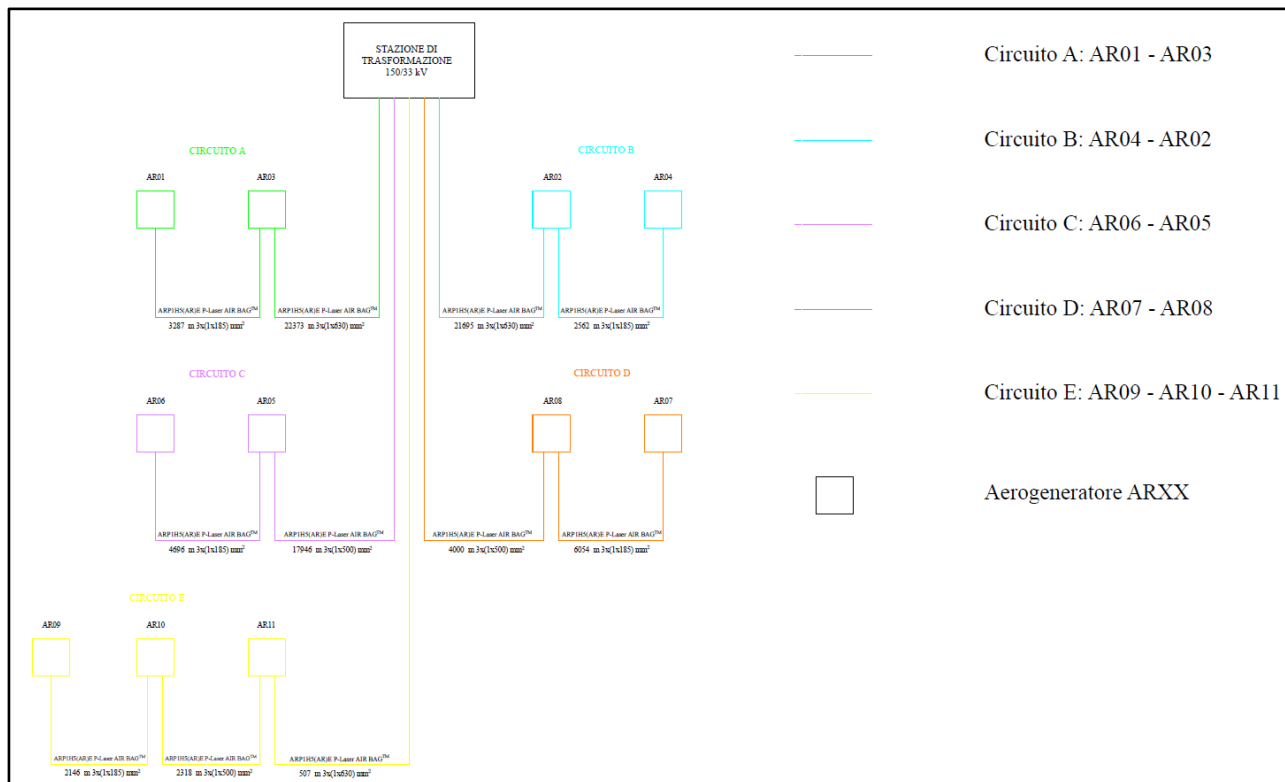 STAZIONE DI
TRASFORMAZIONE
150/33 kV
CIRCUITO A
AR01
AR03
ARP1H5(AR)E P-Laser AIR BAG™
3287 m 3x(1x185) mm²
ARP1H5(AR)E P-Laser AIR BAG™
22373 m 3x(1x630) mm²
CIRCUITO B
AR02
AR04
ARP1H5(AR)E P-Laser AIR BAG™
21695 m 3x(1x630) mm²
ARP1H5(AR)E P-Laser AIR BAG™
2562 m 3x(1x185) mm²
CIRCUITO C
AR06
AR05
ARP1H5(AR)E P-Laser AIR BAG™
4696 m 3x(1x185) mm²
ARP1H5(AR)E P-Laser AIR BAG™
17946 m 3x(1x500) mm²
CIRCUITO D
AR08
AR07
ARP1H5(AR)E P-Laser AIR BAG™
4000 m 3x(1x500) mm²
ARP1H5(AR)E P-Laser AIR BAG™
6054 m 3x(1x185) mm²
CIRCUITO E
AR09
AR10
AR11
ARP1H5(AR)E P-Laser AIR BAG™
2146 m 3x(1x185) mm²
ARP1H5(AR)E P-Laser AIR BAG™
2318 m 3x(1x500) mm²
ARP1H5(AR)E P-Laser AIR BAG™
507 m 3x(1x630) mm²
Circuito A: AR01 - AR03
Circuito B: AR04 - AR02
Circuito C: AR06 - AR05
Circuito D: AR07 - AR08
Circuito E: AR09 - AR10 - AR11
Aerogeneratore ARXX